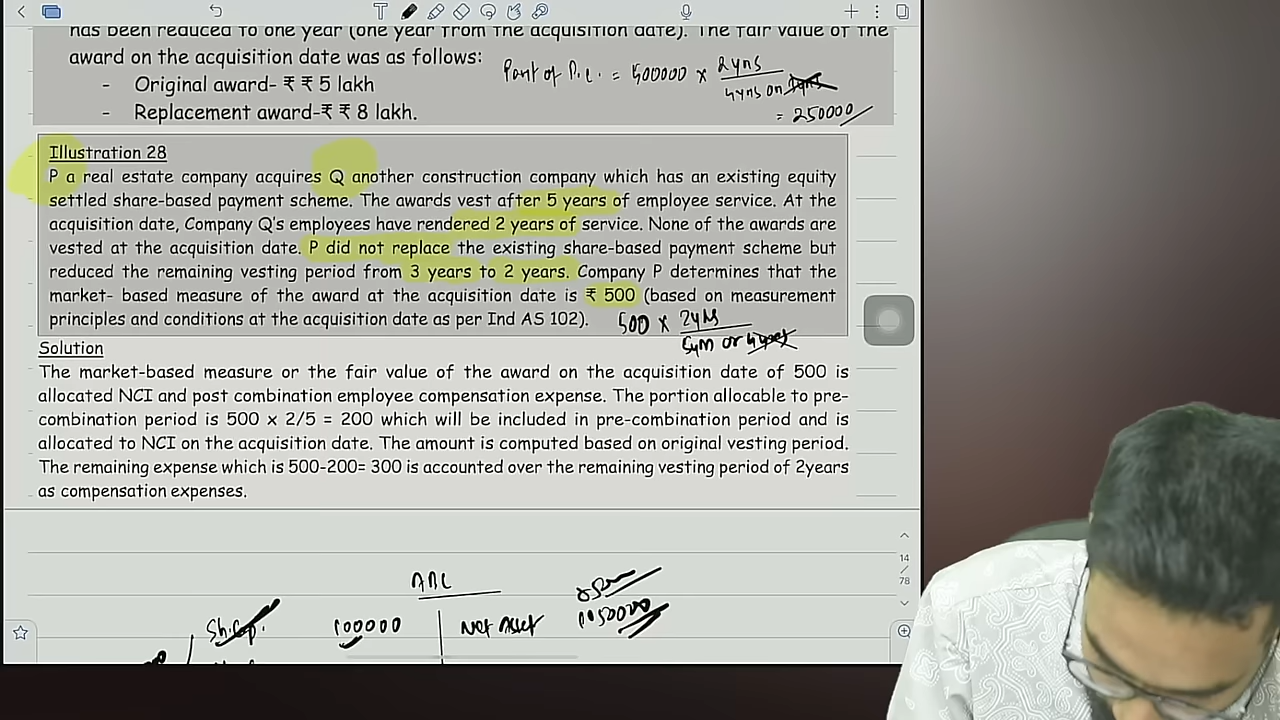 has been reduced to one year (one year from the acquisition date). The fair value of the
award on the acquisition date was as follows:
- Original award- ₹ ₹ 5 lakh
- Replacement award-₹ ₹ 8 lakh.
Part of P.C. = 500000 × 2yrs / 4yrs or
= 250000
Illustration 28
P a real estate company acquires Q another construction company which has an existing equity
settled share-based payment scheme. The awards vest after 5 years of employee service. At the
acquisition date, Company Q's employees have rendered 2 years of service. None of the awards are
vested at the acquisition date. P did not replace the existing share-based payment scheme but
reduced the remaining vesting period from 3 years to 2 years. Company P determines that the
market- based measure of the award at the acquisition date is ₹ 500 (based on measurement
principles and conditions at the acquisition date as per Ind AS 102).
500 × 2yrs / 5yrs or 4years
Solution
The market-based measure or the fair value of the award on the acquisition date of 500 is
allocated NCI and post combination employee compensation expense. The portion allocable to pre-
combination period is 500 x 2/5 = 200 which will be included in pre-combination period and is
allocated to NCI on the acquisition date. The amount is computed based on original vesting period.
The remaining expense which is 500-200= 300 is accounted over the remaining vesting period of 2years
as compensation expenses.
14
/
78
Sh. Cap. 100000 Net Asset